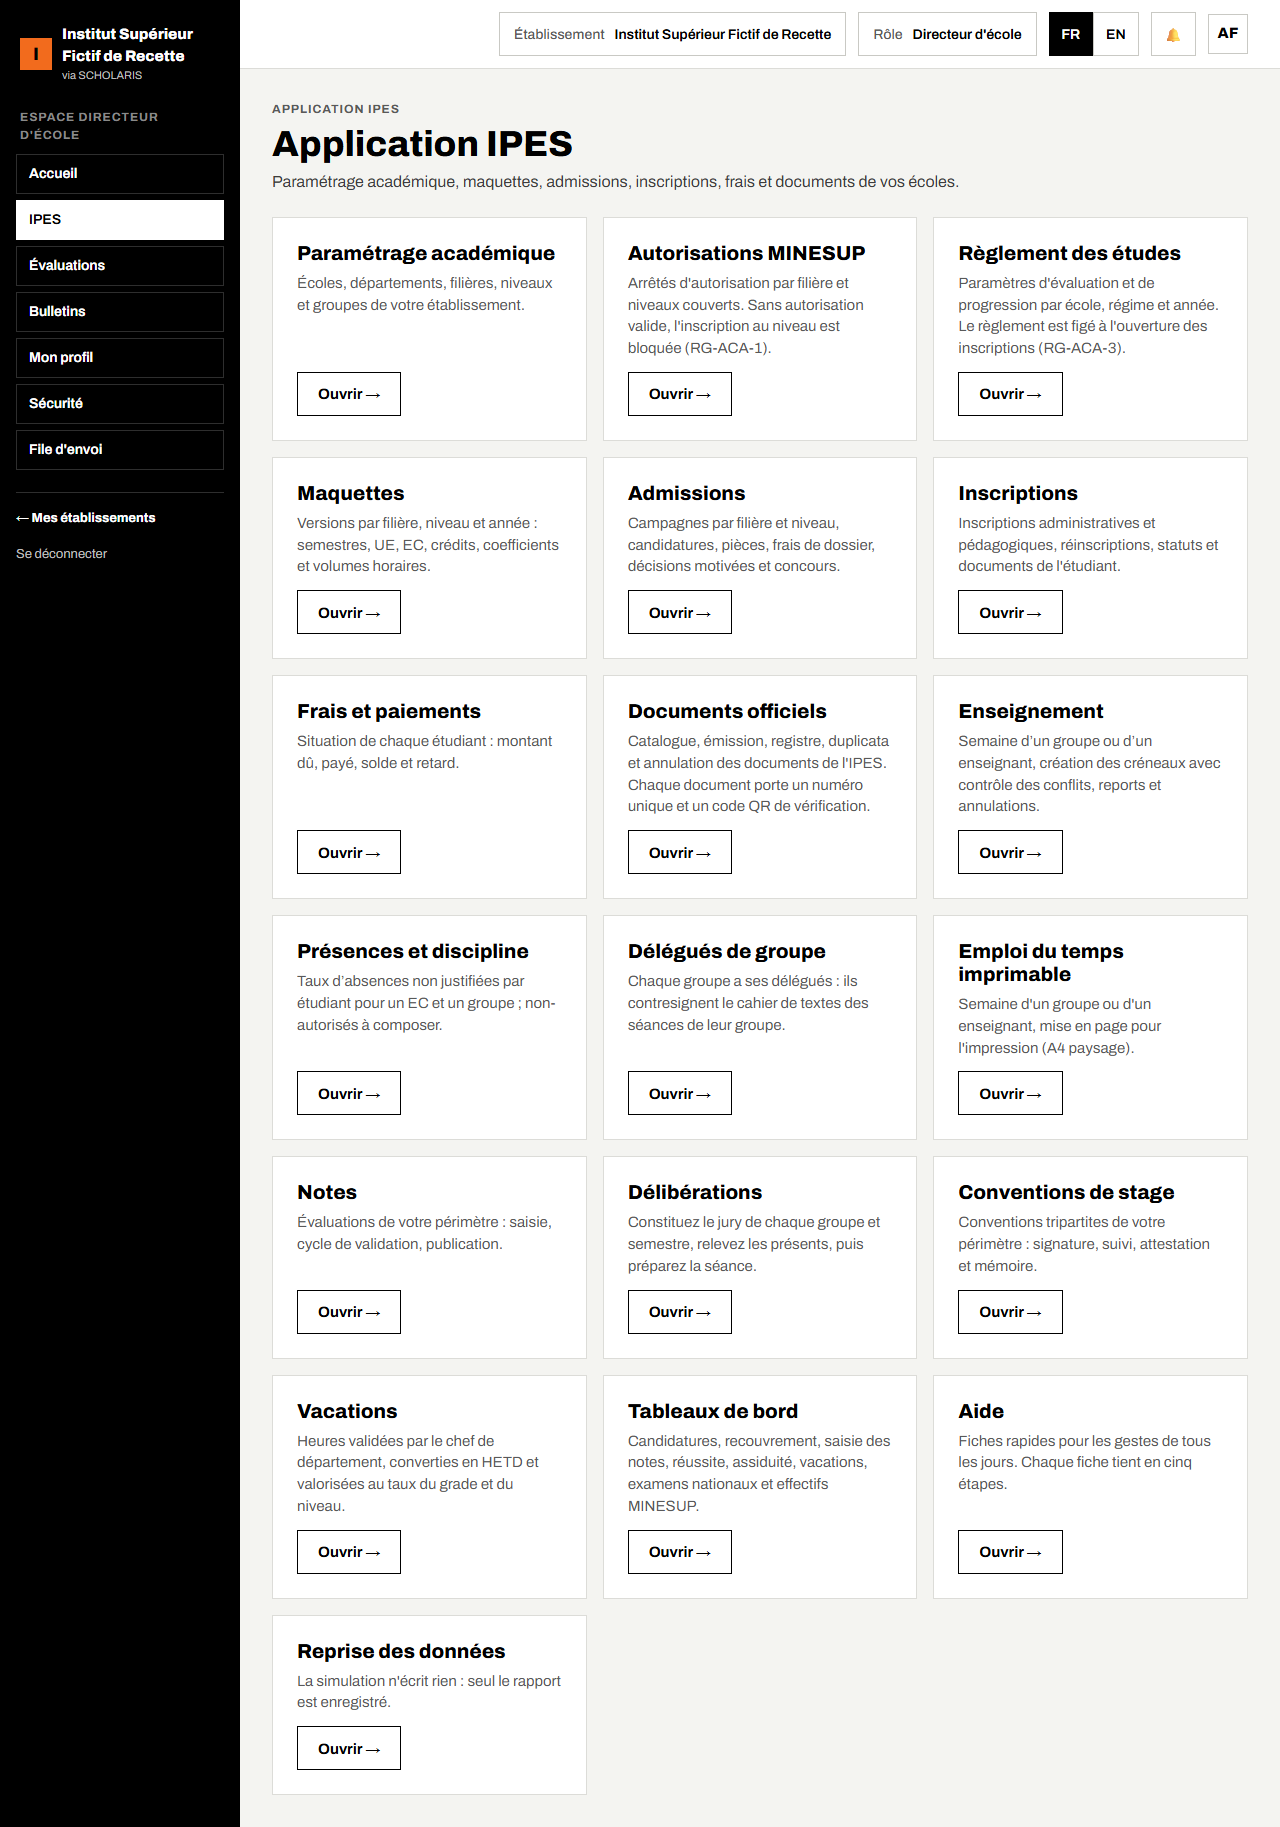 I
Institut Supérieur
Fictif de Recette
via SCHOLARIS
ESPACE DIRECTEUR
D'ÉCOLE
Accueil
IPES
Évaluations
Bulletins
Mon profil
Sécurité
File d'envoi
← Mes établissements
Se déconnecter
Établissement Institut Supérieur Fictif de Recette
Rôle Directeur d'école
FR EN
AF
APPLICATION IPES
Application IPES
Paramétrage académique, maquettes, admissions, inscriptions, frais et documents de vos écoles.
Paramétrage académique
Écoles, départements, filières, niveaux
et groupes de votre établissement.
Ouvrir →
Autorisations MINESUP
Arrêtés d'autorisation par filière et
niveaux couverts. Sans autorisation
valide, l'inscription au niveau est
bloquée (RG-ACA-1).
Ouvrir →
Règlement des études
Paramètres d'évaluation et de
progression par école, régime et année.
Le règlement est figé à l'ouverture des
inscriptions (RG-ACA-3).
Ouvrir →
Maquettes
Versions par filière, niveau et année :
semestres, UE, EC, crédits, coefficients
et volumes horaires.
Ouvrir →
Admissions
Campagnes par filière et niveau,
candidatures, pièces, frais de dossier,
décisions motivées et concours.
Ouvrir →
Inscriptions
Inscriptions administratives et
pédagogiques, réinscriptions, statuts et
documents de l'étudiant.
Ouvrir →
Frais et paiements
Situation de chaque étudiant : montant
dû, payé, solde et retard.
Ouvrir →
Documents officiels
Catalogue, émission, registre, duplicata
et annulation des documents de l'IPES.
Chaque document porte un numéro
unique et un code QR de vérification.
Ouvrir →
Enseignement
Semaine d’un groupe ou d’un
enseignant, création des créneaux avec
contrôle des conflits, reports et
annulations.
Ouvrir →
Présences et discipline
Taux d’absences non justifiées par
étudiant pour un EC et un groupe ; non-
autorisés à composer.
Ouvrir →
Délégués de groupe
Chaque groupe a ses délégués : ils
contresignent le cahier de textes des
séances de leur groupe.
Ouvrir →
Emploi du temps
imprimable
Semaine d'un groupe ou d'un
enseignant, mise en page pour
l'impression (A4 paysage).
Ouvrir →
Notes
Évaluations de votre périmètre : saisie,
cycle de validation, publication.
Ouvrir →
Délibérations
Constituez le jury de chaque groupe et
semestre, relevez les présents, puis
préparez la séance.
Ouvrir →
Conventions de stage
Conventions tripartites de votre
périmètre : signature, suivi, attestation
et mémoire.
Ouvrir →
Vacations
Heures validées par le chef de
département, converties en HETD et
valorisées au taux du grade et du
niveau.
Ouvrir →
Tableaux de bord
Candidatures, recouvrement, saisie des
notes, réussite, assiduité, vacations,
examens nationaux et effectifs
MINESUP.
Ouvrir →
Aide
Fiches rapides pour les gestes de tous
les jours. Chaque fiche tient en cinq
étapes.
Ouvrir →
Reprise des données
La simulation n'écrit rien : seul le rapport
est enregistré.
Ouvrir →